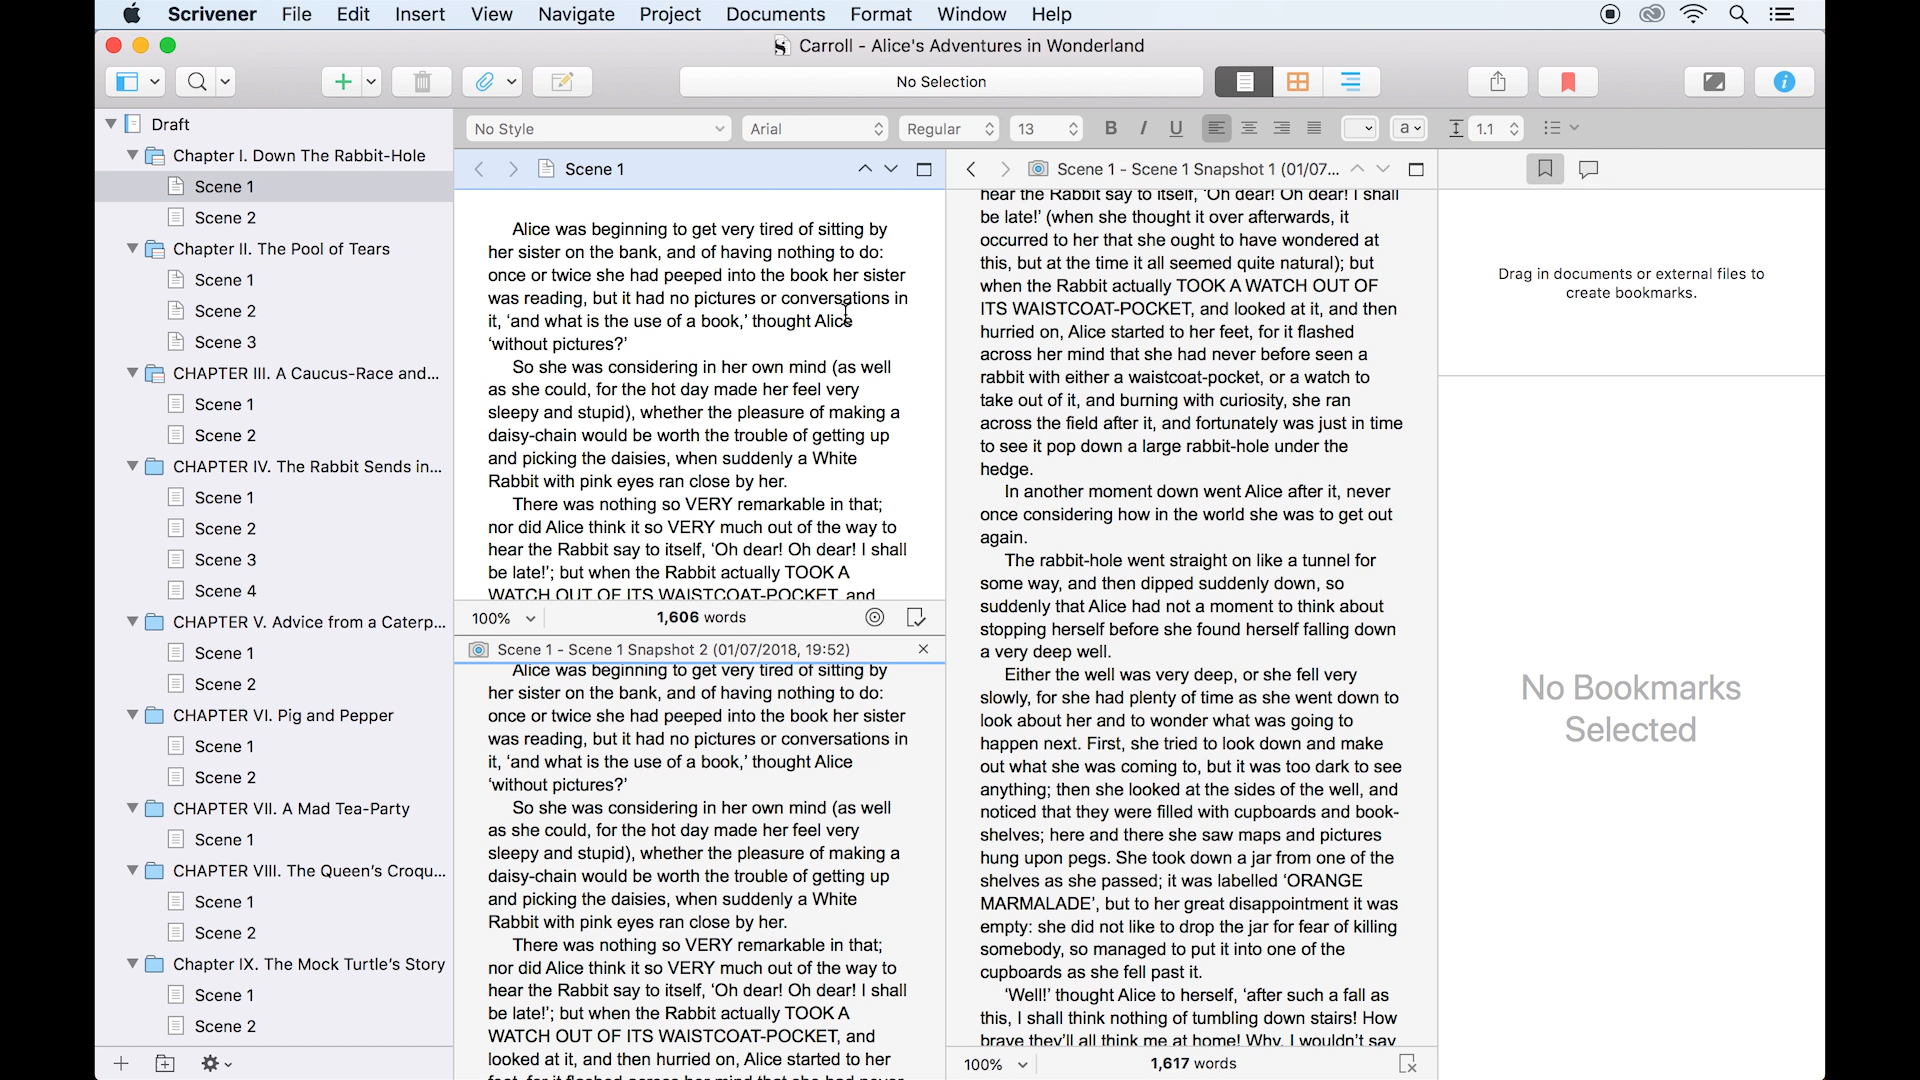 Scrivener File Edit Insert View Navigate Project Documents Format Window Help
Carroll - Alice's Adventures in Wonderland
No Selection
No Style Arial Regular 13 B I U a 1.1
Draft
Chapter I. Down The Rabbit-Hole
Scene 1
Scene 2
Chapter II. The Pool of Tears
Scene 1
Scene 2
Scene 3
CHAPTER III. A Caucus-Race and...
Scene 1
Scene 2
CHAPTER IV. The Rabbit Sends in...
Scene 1
Scene 2
Scene 3
Scene 4
CHAPTER V. Advice from a Caterp...
Scene 1
Scene 2
CHAPTER VI. Pig and Pepper
Scene 1
Scene 2
CHAPTER VII. A Mad Tea-Party
Scene 1
CHAPTER VIII. The Queen's Croqu...
Scene 1
Scene 2
Chapter IX. The Mock Turtle's Story
Scene 1
Scene 2
Scene 1
Alice was beginning to get very tired of sitting by
her sister on the bank, and of having nothing to do:
once or twice she had peeped into the book her sister
was reading, but it had no pictures or conversations in
it, ‘and what is the use of a book,’ thought Alice
‘without pictures?’
So she was considering in her own mind (as well
as she could, for the hot day made her feel very
sleepy and stupid), whether the pleasure of making a
daisy-chain would be worth the trouble of getting up
and picking the daisies, when suddenly a White
Rabbit with pink eyes ran close by her.
There was nothing so VERY remarkable in that;
nor did Alice think it so VERY much out of the way to
hear the Rabbit say to itself, ‘Oh dear! Oh dear! I shall
be late!’; but when the Rabbit actually TOOK A
WATCH OUT OF ITS WAISTCOAT-POCKET, and
100% 1,606 words
Scene 1 - Scene 1 Snapshot 2 (01/07/2018, 19:52)
Alice was beginning to get very tired of sitting by
her sister on the bank, and of having nothing to do:
once or twice she had peeped into the book her sister
was reading, but it had no pictures or conversations in
it, ‘and what is the use of a book,’ thought Alice
‘without pictures?’
So she was considering in her own mind (as well
as she could, for the hot day made her feel very
sleepy and stupid), whether the pleasure of making a
daisy-chain would be worth the trouble of getting up
and picking the daisies, when suddenly a White
Rabbit with pink eyes ran close by her.
There was nothing so VERY remarkable in that;
nor did Alice think it so VERY much out of the way to
hear the Rabbit say to itself, ‘Oh dear! Oh dear! I shall
be late!’; but when the Rabbit actually TOOK A
WATCH OUT OF ITS WAISTCOAT-POCKET, and
looked at it, and then hurried on, Alice started to her
feet, for it flashed across her mind that she had never
Scene 1 - Scene 1 Snapshot 1 (01/07...
hear the Rabbit say to itself, ‘Oh dear! Oh dear! I shall
be late!’ (when she thought it over afterwards, it
occurred to her that she ought to have wondered at
this, but at the time it all seemed quite natural); but
when the Rabbit actually TOOK A WATCH OUT OF
ITS WAISTCOAT-POCKET, and looked at it, and then
hurried on, Alice started to her feet, for it flashed
across her mind that she had never before seen a
rabbit with either a waistcoat-pocket, or a watch to
take out of it, and burning with curiosity, she ran
across the field after it, and fortunately was just in time
to see it pop down a large rabbit-hole under the
hedge.
In another moment down went Alice after it, never
once considering how in the world she was to get out
again.
The rabbit-hole went straight on like a tunnel for
some way, and then dipped suddenly down, so
suddenly that Alice had not a moment to think about
stopping herself before she found herself falling down
a very deep well.
Either the well was very deep, or she fell very
slowly, for she had plenty of time as she went down to
look about her and to wonder what was going to
happen next. First, she tried to look down and make
out what she was coming to, but it was too dark to see
anything; then she looked at the sides of the well, and
noticed that they were filled with cupboards and book-
shelves; here and there she saw maps and pictures
hung upon pegs. She took down a jar from one of the
shelves as she passed; it was labelled ‘ORANGE
MARMALADE’, but to her great disappointment it was
empty: she did not like to drop the jar for fear of killing
somebody, so managed to put it into one of the
cupboards as she fell past it.
‘Well!’ thought Alice to herself, ‘after such a fall as
this, I shall think nothing of tumbling down stairs! How
brave they’ll all think me at home! Why, I wouldn’t say
100% 1,617 words
Drag in documents or external files to
create bookmarks.
No Bookmarks
Selected